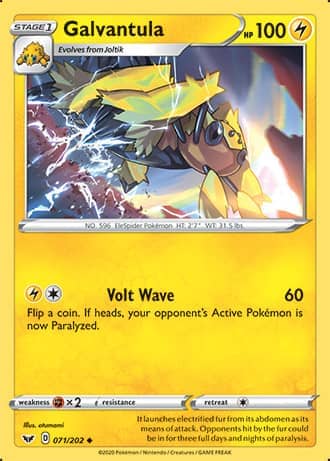 STAGE 1
Galvantula
HP 100
Evolves from Joltik
NO. 596 EleSpider Pokémon HT: 2'7" WT: 31.5 lbs
Volt Wave 60
Flip a coin. If heads, your opponent's Active Pokémon is
now Paralyzed.
weakness ×2 resistance retreat
Illus. otumami
D 071/202
It launches electrified fur from its abdomen as its
means of attack. Opponents hit by the fur could
be in for three full days and nights of paralysis.
©2020 Pokémon / Nintendo / Creatures / GAME FREAK